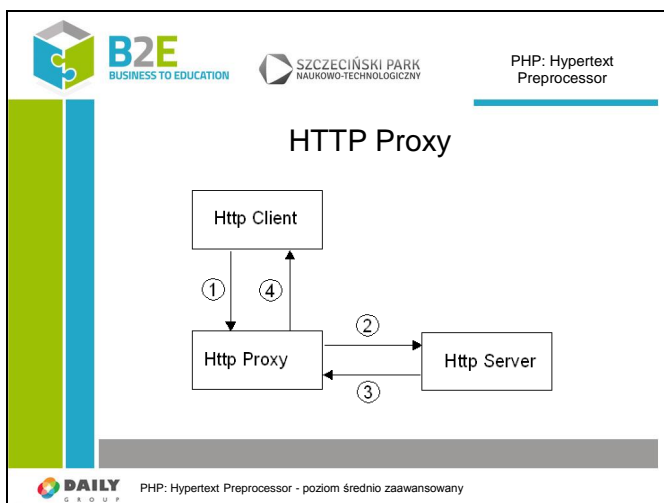 B2E
BUSINESS TO EDUCATION
SZCZECIŃSKI PARK
NAUKOWO-TECHNOLOGICZNY
PHP: Hypertext
Preprocessor
HTTP Proxy
Http Client
1
4
2
Http Proxy
Http Server
3
DAILY
GROUP
PHP: Hypertext Preprocessor - poziom średnio zaawansowany